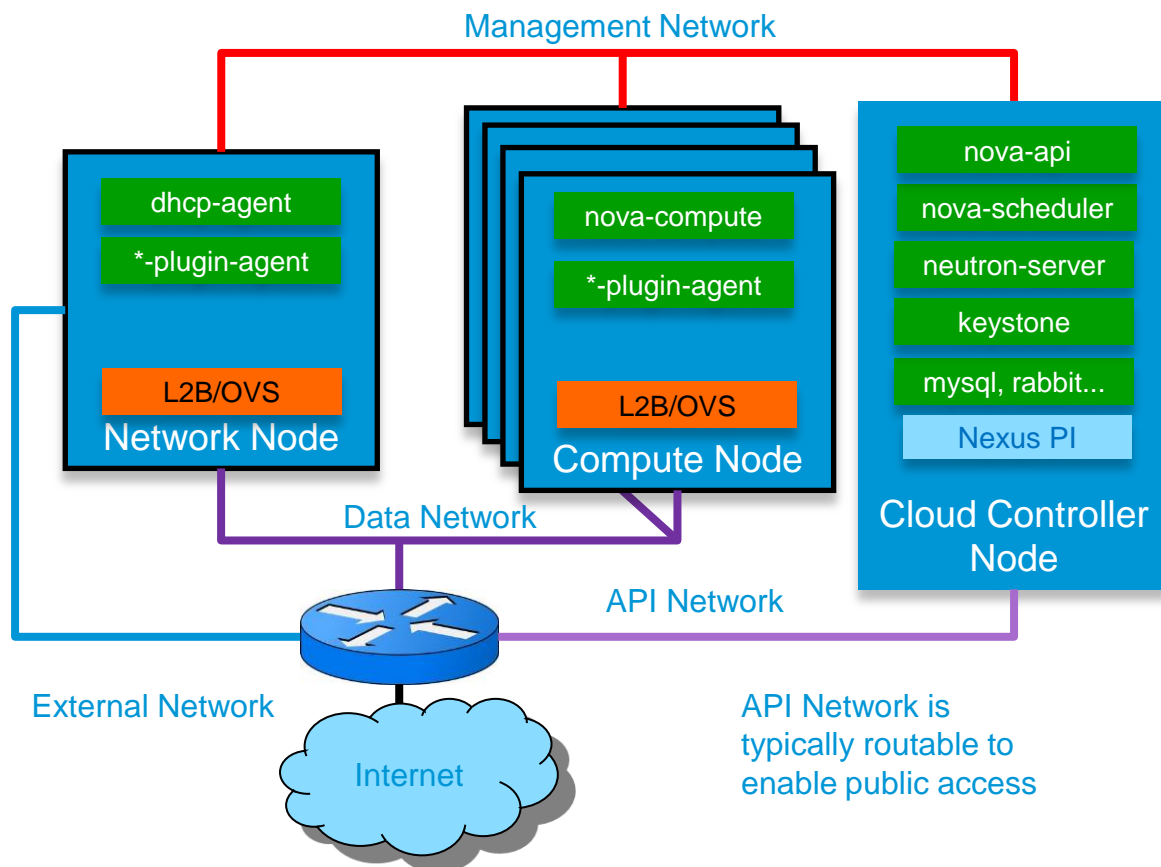 Management Network
dhcp-agent
*-plugin-agent
L2B/OVS
Network Node
nova-compute
*-plugin-agent
L2B/OVS
Compute Node
nova-api
nova-scheduler
neutron-server
keystone
mysql, rabbit...
Nexus PI
Cloud Controller
Node
Data Network
API Network
External Network
Internet
API Network is
typically routable to
enable public access